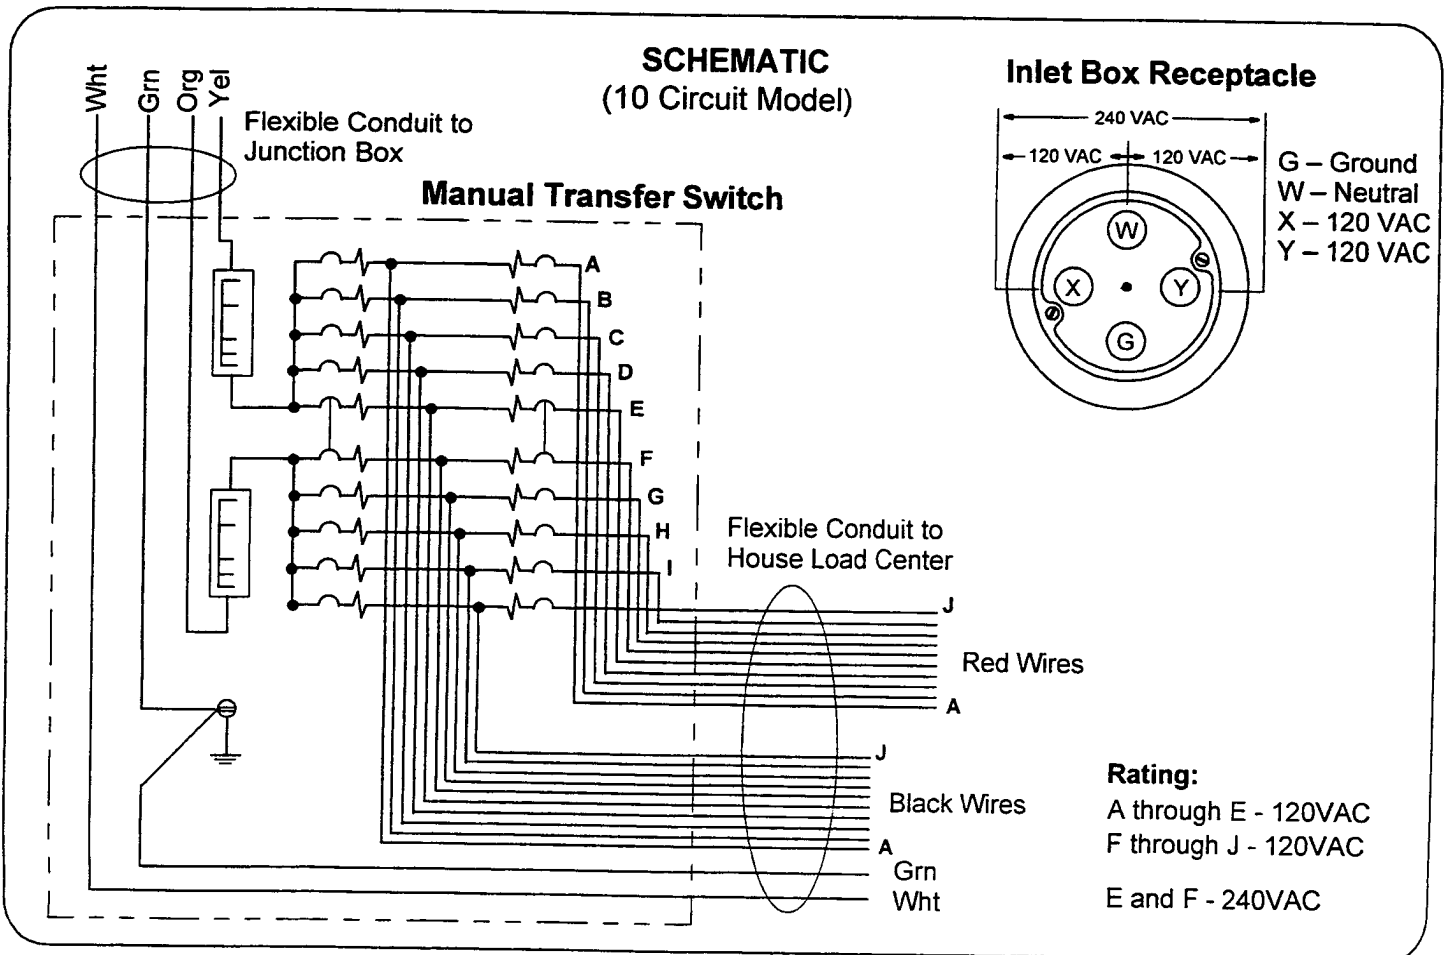 SCHEMATIC
(10 Circuit Model)
Inlet Box Receptacle
Wht
Grn
Org
Yel
Flexible Conduit to
Junction Box
240 VAC
120 VAC
120 VAC
G – Ground
W – Neutral
X – 120 VAC
Y – 120 VAC
W
X
Y
G
Manual Transfer Switch
A
B
C
D
E
F
G
H
I
Flexible Conduit to
House Load Center
J
Red Wires
A
J
Black Wires
A
Grn
Wht
Rating:
A through E - 120VAC
F through J - 120VAC
E and F - 240VAC